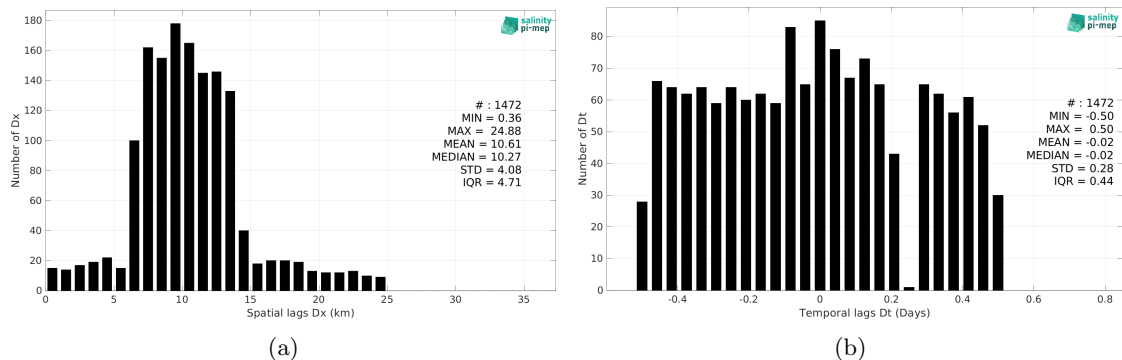 salinity
pi-mep
180
160
140
120
100
80
60
40
20
0
Number of Dx
# : 1472
MIN = 0.36
MAX = 24.88
MEAN = 10.61
MEDIAN = 10.27
STD = 4.08
IQR = 4.71
0 5 10 15 20 25 30 35
Spatial lags Dx (km)
(a)
salinity
pi-mep
80
70
60
50
40
30
20
10
0
Number of Dt
# : 1472
MIN = -0.50
MAX = 0.50
MEAN = -0.02
MEDIAN = -0.02
STD = 0.28
IQR = 0.44
-0.4 -0.2 0 0.2 0.4 0.6 0.8
Temporal lags Dt (Days)
(b)